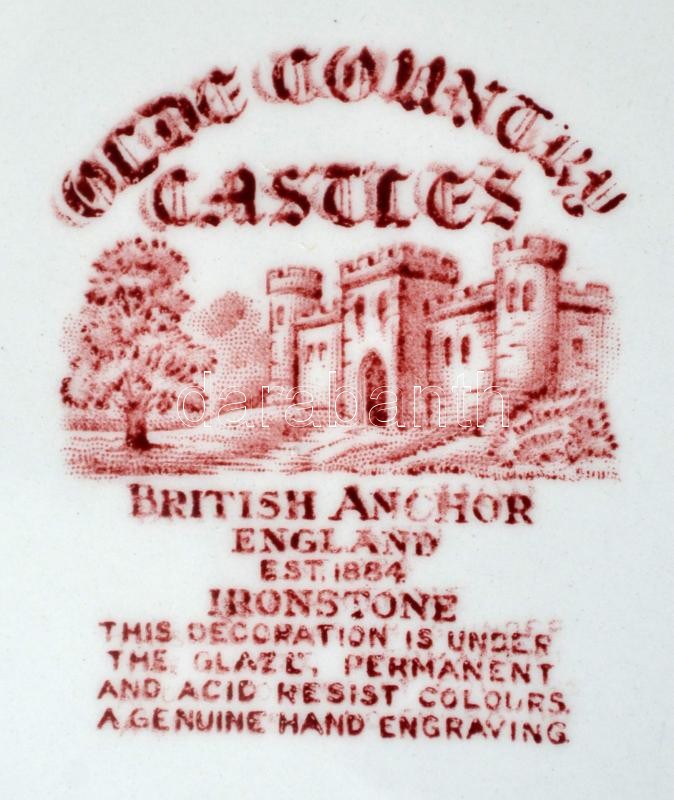 OLDE COUNTRY
CASTLES
darabanth
BRITISH ANCHOR
ENGLAND
EST. 1884
IRONSTONE
THIS DECORATION IS UNDER
THE GLAZE, PERMANENT
AND ACID RESIST COLOURS.
A GENUINE HAND ENGRAVING.